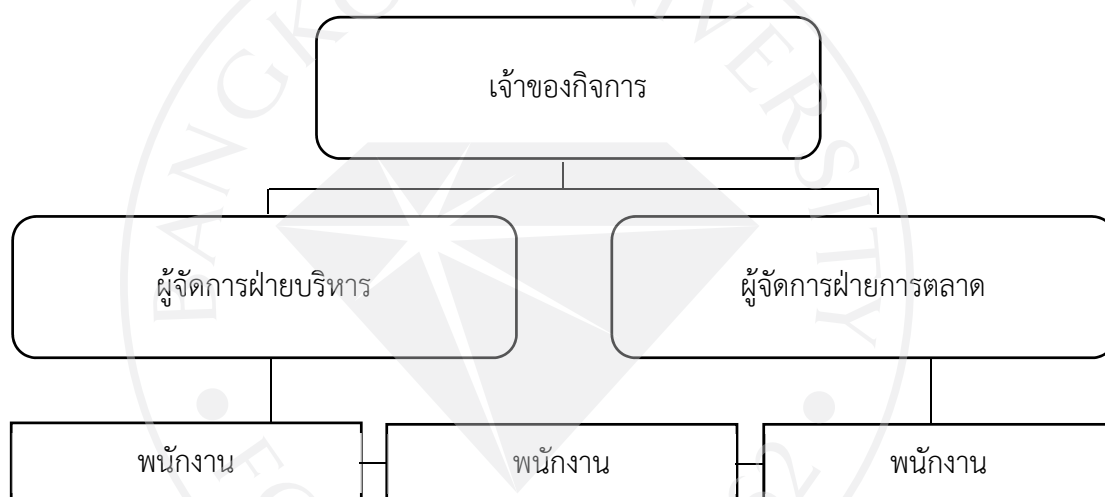 เจ้าของกิจการ
ผู้จัดการฝ่ายบริหาร
ผู้จัดการฝ่ายการตลาด
พนักงาน
พนักงาน
พนักงาน